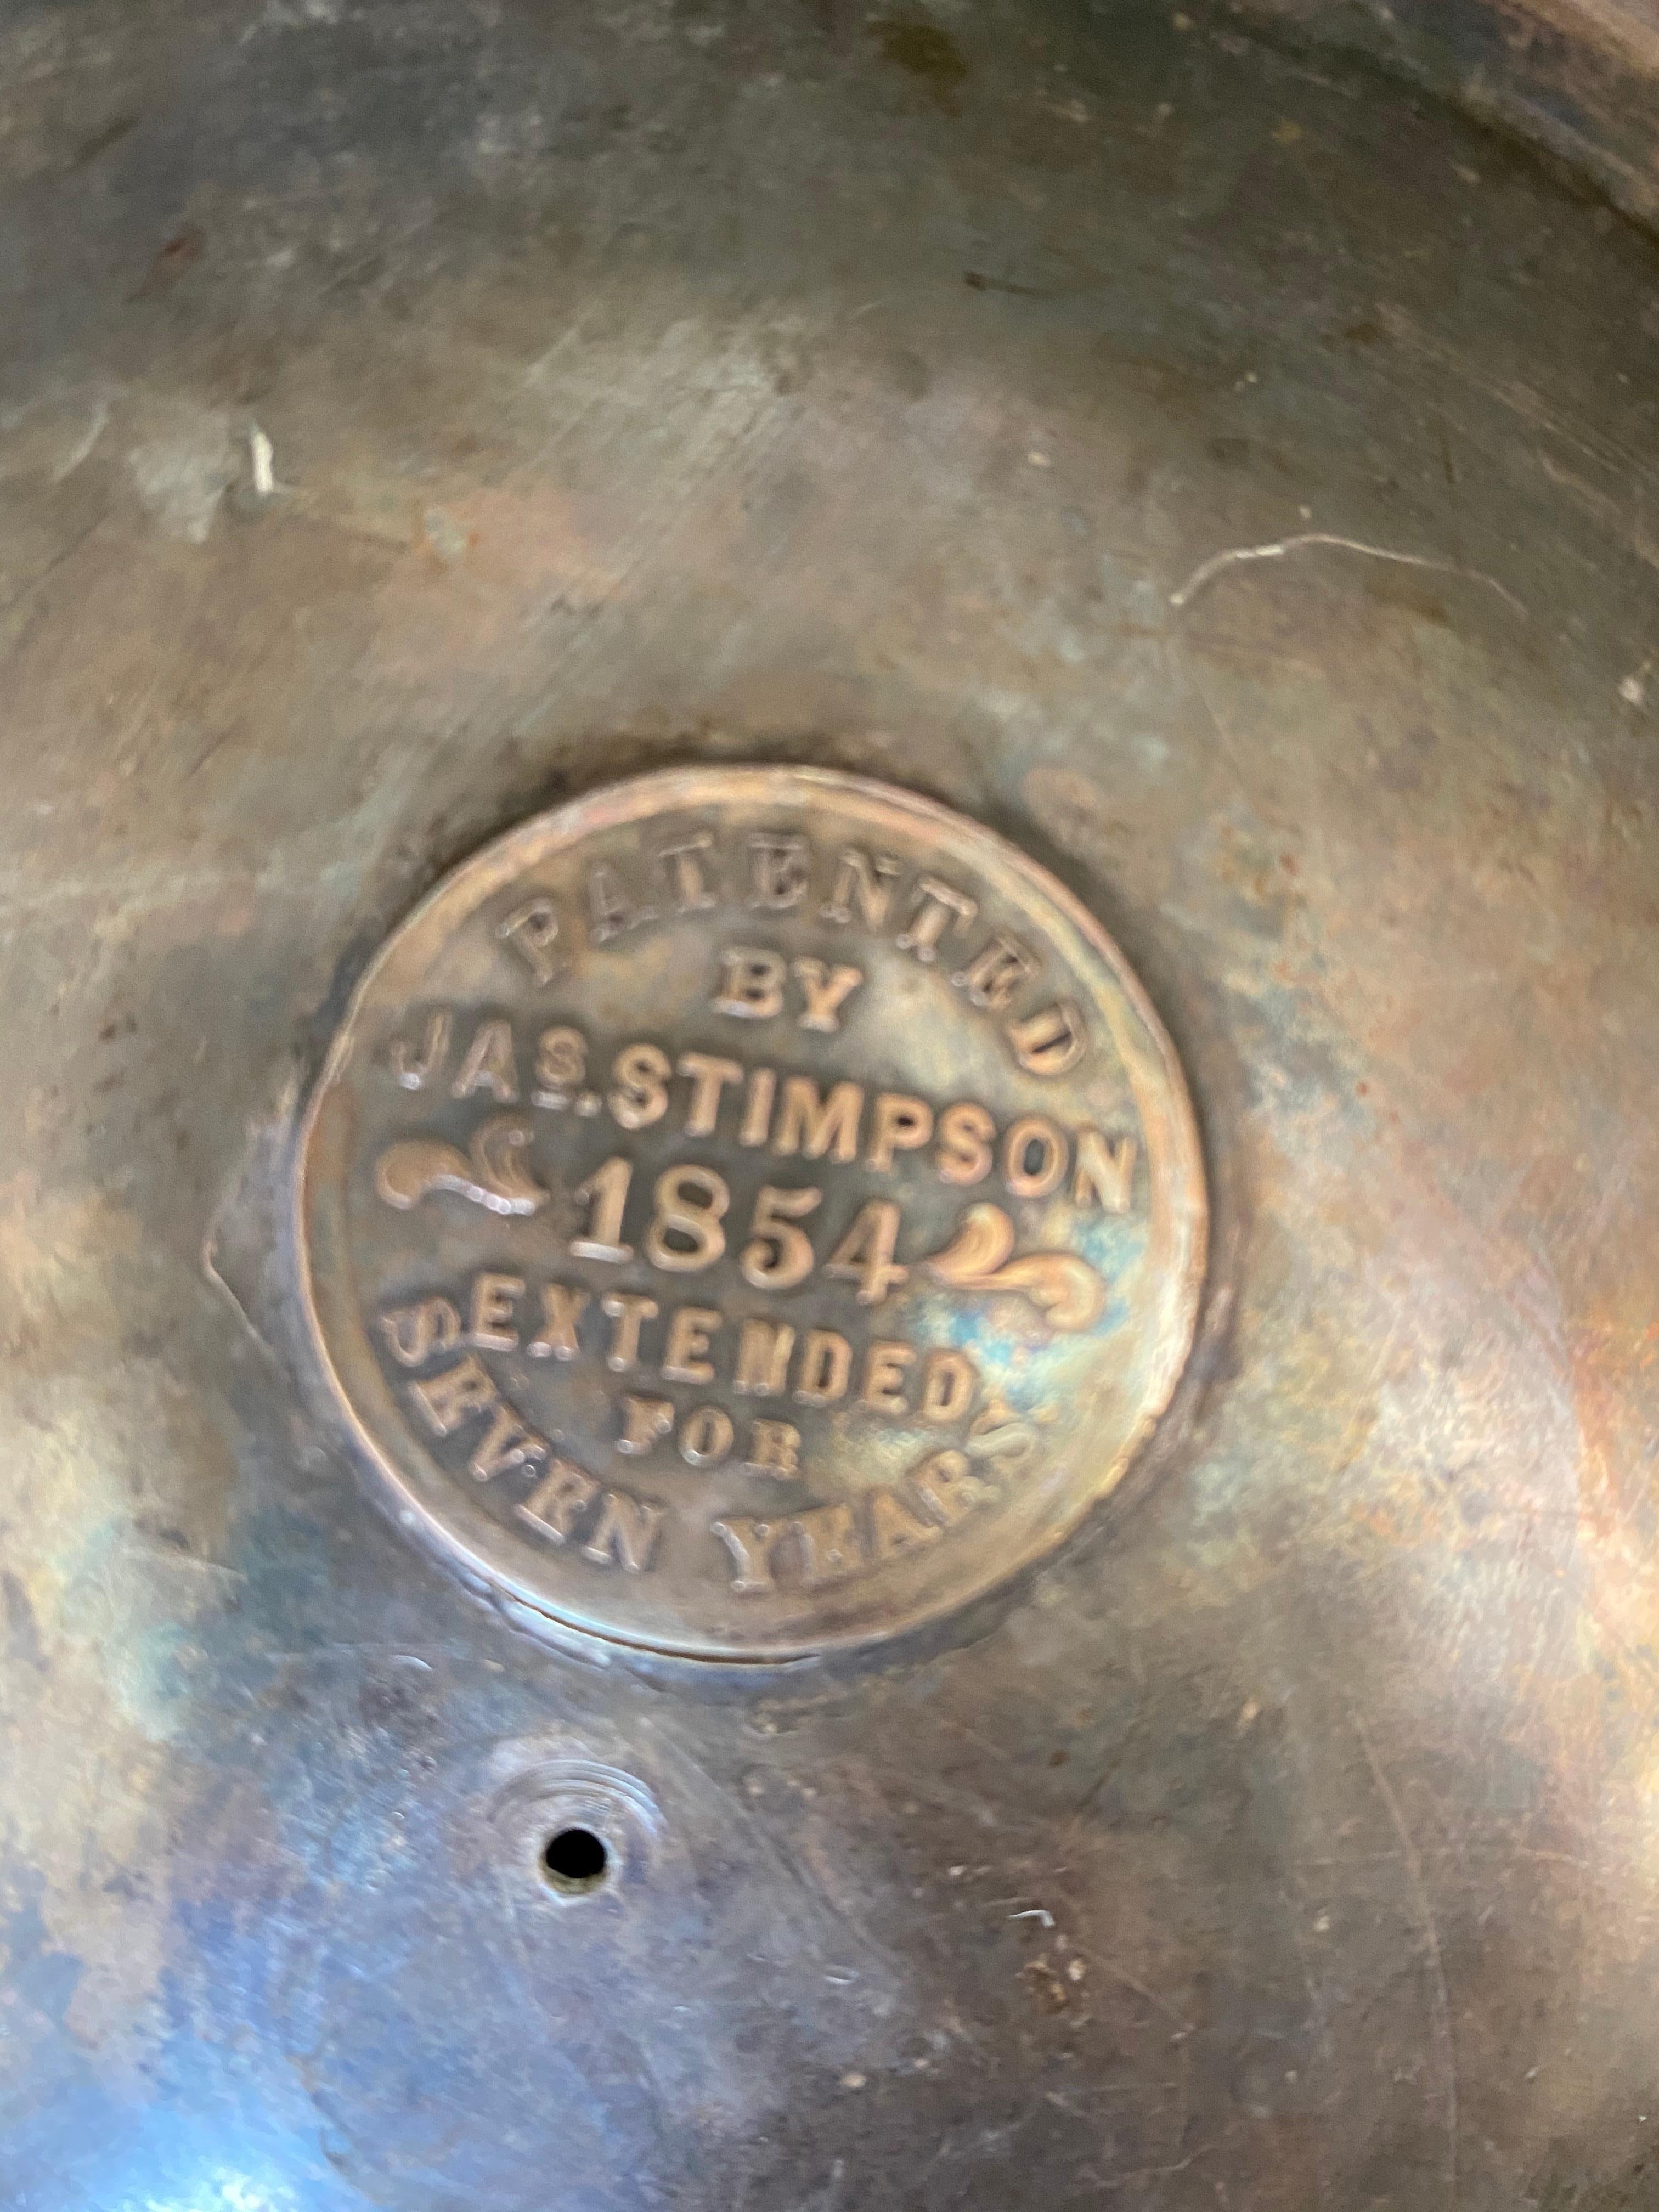 PATENTED
BY
JAS. STIMPSON
1854
EXTENDED
FOR
SEVEN YEARS